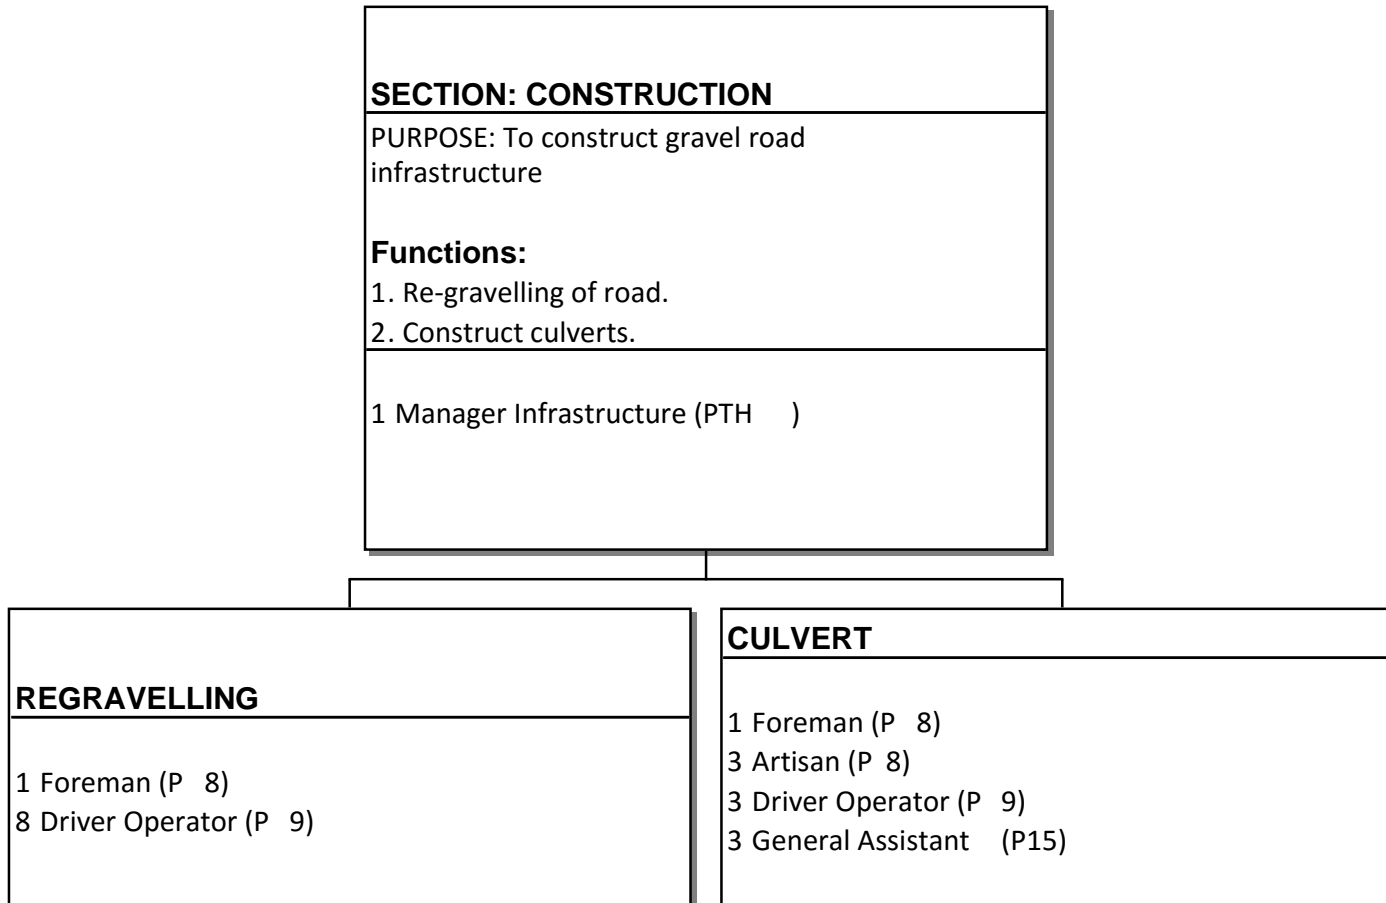 SECTION: CONSTRUCTION
PURPOSE: To construct gravel road
infrastructure
Functions:
1. Re-gravelling of road.
2. Construct culverts.
1 Manager Infrastructure (PTH     )
REGRAVELLING
1 Foreman (P   8)
8 Driver Operator (P   9)
CULVERT
1 Foreman (P   8)
3 Artisan (P  8)
3 Driver Operator (P   9)
3 General Assistant    (P15)